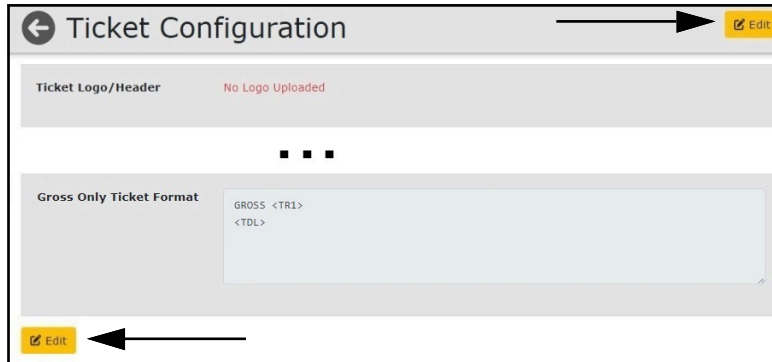 Ticket Configuration
Edit
Ticket Logo/Header No Logo Uploaded
...
Gross Only Ticket Format
GROSS <TR1>
<TDL>
Edit